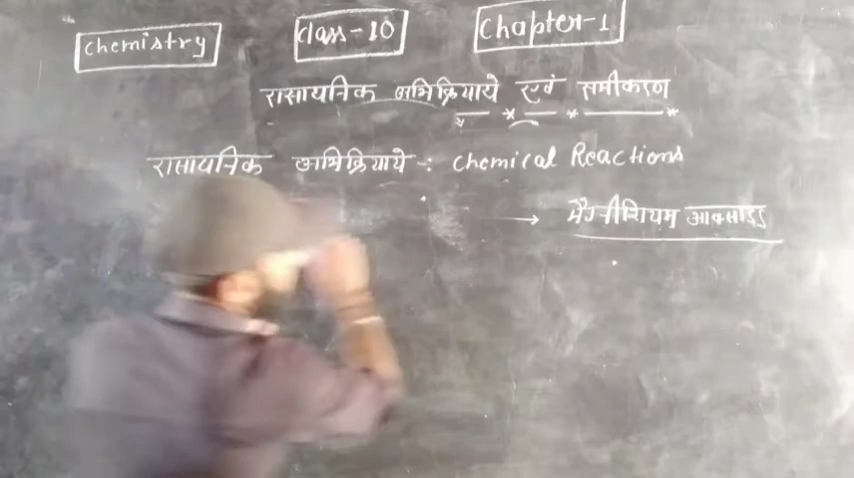 Chemistry Class-10 Chapter-1
रासायनिक अभिक्रियाये एवं समीकरण
रासायनिक अभिक्रियाये -: Chemical Reactions
→ मैग्नीशियम आक्साइड